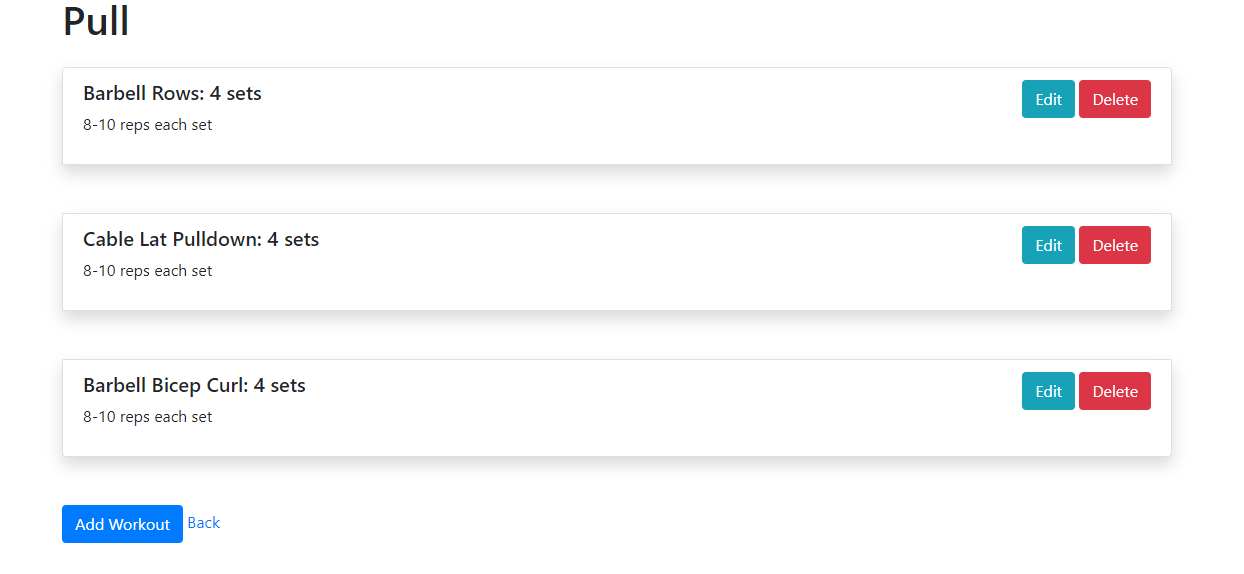 Pull
Barbell Rows: 4 sets
Edit Delete
8-10 reps each set
Cable Lat Pulldown: 4 sets
Edit Delete
8-10 reps each set
Barbell Bicep Curl: 4 sets
Edit Delete
8-10 reps each set
Add Workout Back